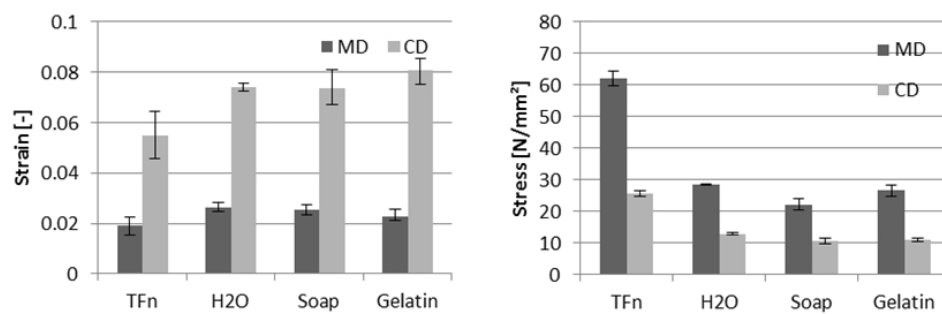 0.1
0.08
0.06
0.04
0.02
0
Strain [-]
MD CD
TFn H2O Soap Gelatin
80
70
60
50
40
30
20
10
0
Stress [N/mm²]
MD
CD
TFn H2O Soap Gelatin